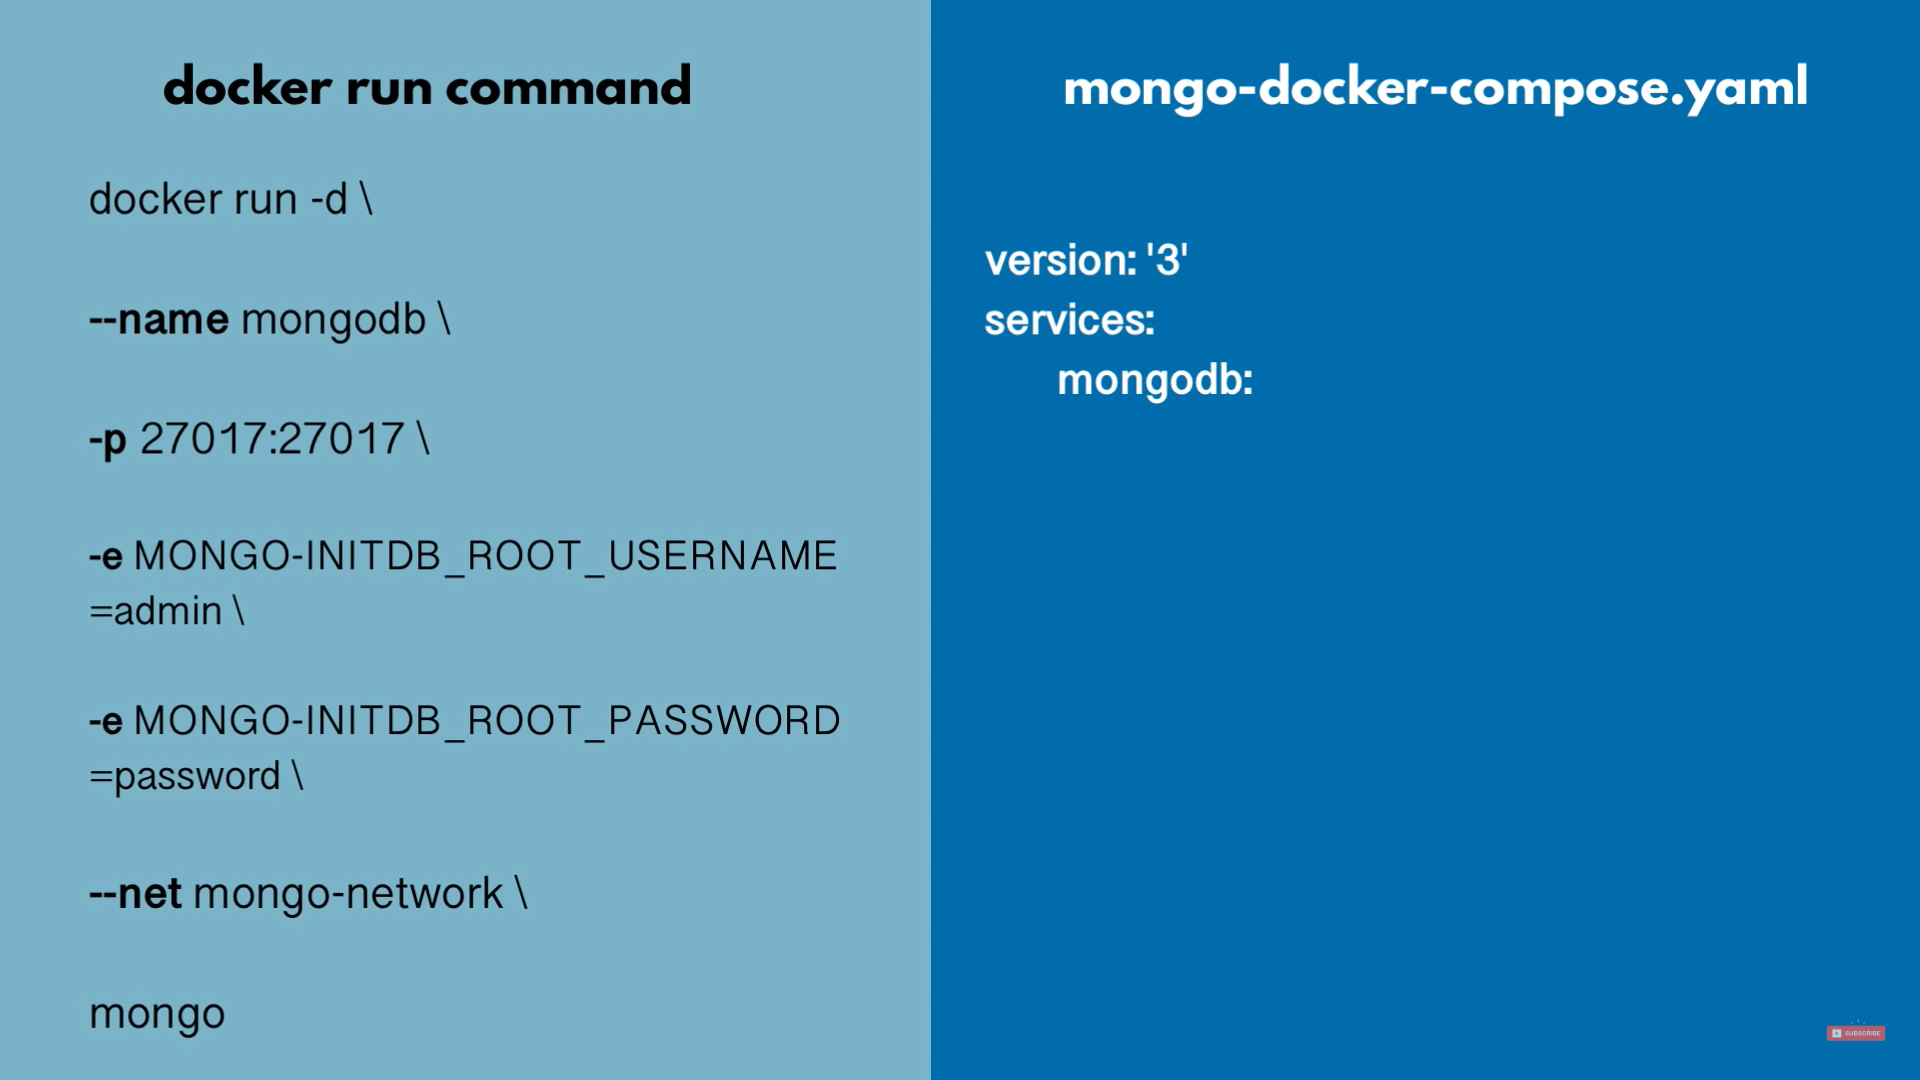 docker run command
docker run -d \
--name mongodb \
-p 27017:27017 \
-e MONGO-INITDB_ROOT_USERNAME
=admin \
-e MONGO-INITDB_ROOT_PASSWORD
=password \
--net mongo-network \
mongo
mongo-docker-compose.yaml
version: '3'
services:
mongodb:
SUBSCRIBE